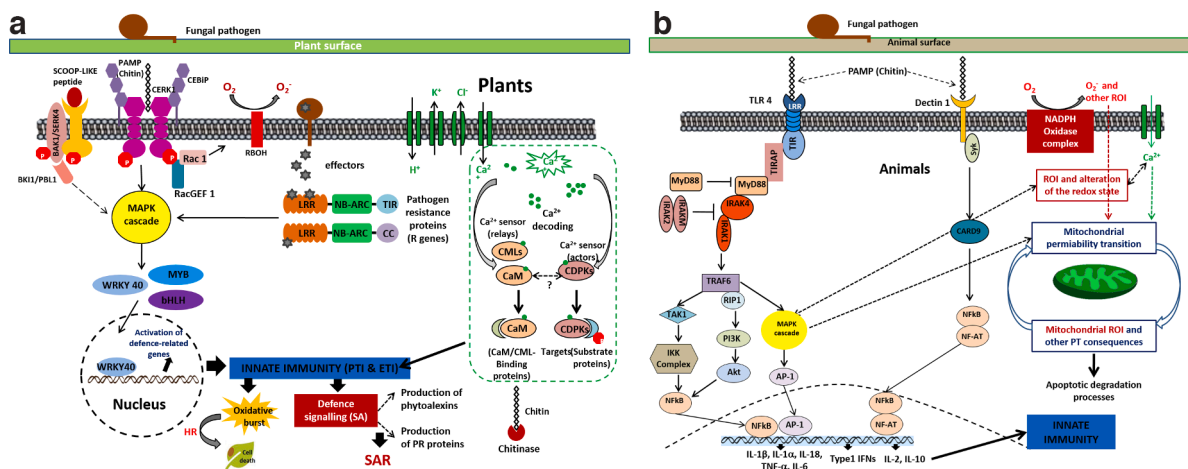 a
Fungal pathogen
Plant surface
SCOOP-LIKE
peptide
PAMP
(Chitin)
CERK1
CEBiP
O2
O2-
Plants
K+
Cl-
BAK1/SERK4
P
P
P
Rac 1
RBOH
BKI1/PBL1
RacGEF 1
effectors
H+
Ca2+
Ca2+
MAPK
cascade
LRR
NB-ARC
TIR
LRR
NB-ARC
CC
Pathogen
resistance
proteins
(R genes)
Ca2+
decoding
Ca2+ sensor
(relays)
Ca2+ sensor
(actors)
CMLs
CaM
CDPKs
?
CaM
CDPKs
P
(CaM/CML-
Binding
proteins)
Targets
(Substrate
proteins)
WRKY 40
MYB
bHLH
Activation of
defence-related
genes
WRKY40
Nucleus
INNATE IMMUNITY (PTI & ETI)
Oxidative
burst
HR
Cell
death
Defence
signalling (SA)
Production of
phytoalexins
Production
of PR proteins
SAR
Chitin
Chitinase
b
Fungal pathogen
Animal surface
PAMP (Chitin)
TLR 4
LRR
TIR
Dectin 1
Syk
O2
O2- and
other ROI
NADPH
Oxidase
complex
Ca2+
TIRAP
Animals
MyD88
MyD88
IRAK2
IRAKM
IRAK4
IRAK1
ROI and alteration
of the redox state
CARD9
Mitochondrial
permiability transition
TRAF6
TAK1
RIP1
MAPK
cascade
PI3K
IKK
Complex
Akt
AP-1
NFkB
NFkB
NF-AT
Mitochondrial ROI and
other PT consequences
Apoptotic degradation
processes
NFkB
AP-1
NFkB
NF-AT
IL-1β, IL-1α, IL-18,
TNF-α, IL-6
Type1 IFNs
IL-2, IL-10
INNATE
IMMUNITY